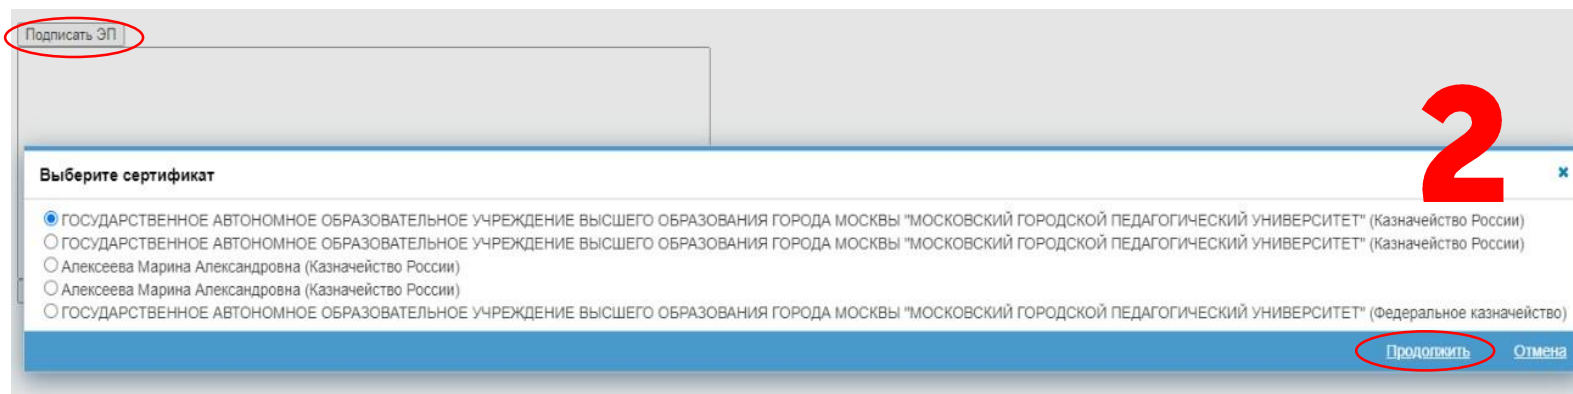 Подписать ЭП
2
Выберите сертификат
ГОСУДАРСТВЕННОЕ АВТОНОМНОЕ ОБРАЗОВАТЕЛЬНОЕ УЧРЕЖДЕНИЕ ВЫСШЕГО ОБРАЗОВАНИЯ ГОРОДА МОСКВЫ "МОСКОВСКИЙ ГОРОДСКОЙ ПЕДАГОГИЧЕСКИЙ УНИВЕРСИТЕТ" (Казначейство России)
ГОСУДАРСТВЕННОЕ АВТОНОМНОЕ ОБРАЗОВАТЕЛЬНОЕ УЧРЕЖДЕНИЕ ВЫСШЕГО ОБРАЗОВАНИЯ ГОРОДА МОСКВЫ "МОСКОВСКИЙ ГОРОДСКОЙ ПЕДАГОГИЧЕСКИЙ УНИВЕРСИТЕТ" (Казначейство России)
Алексеева Марина Александровна (Казначейство России)
Алексеева Марина Александровна (Казначейство России)
ГОСУДАРСТВЕННОЕ АВТОНОМНОЕ ОБРАЗОВАТЕЛЬНОЕ УЧРЕЖДЕНИЕ ВЫСШЕГО ОБРАЗОВАНИЯ ГОРОДА МОСКВЫ "МОСКОВСКИЙ ГОРОДСКОЙ ПЕДАГОГИЧЕСКИЙ УНИВЕРСИТЕТ" (Федеральное казначейство)
Продолжить Отмена